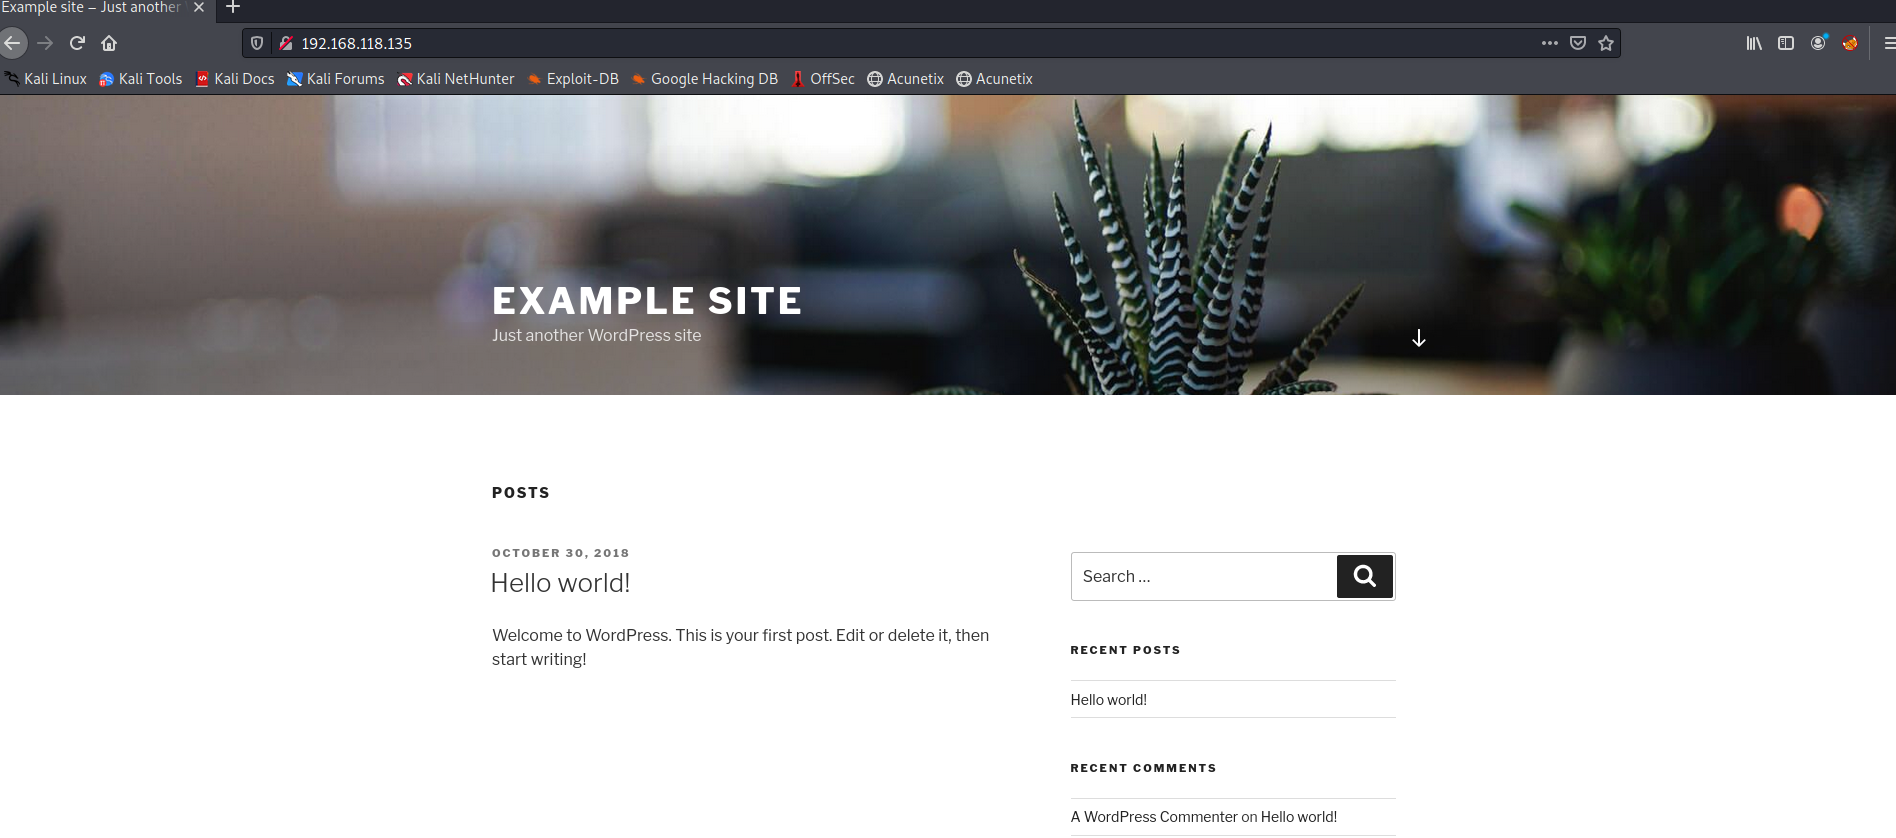 Example site – Just another
192.168.118.135
Kali Linux Kali Tools Kali Docs Kali Forums Kali NetHunter Exploit-DB Google Hacking DB OffSec Acunetix Acunetix
EXAMPLE SITE
Just another WordPress site
POSTS
OCTOBER 30, 2018
Hello world!
Welcome to WordPress. This is your first post. Edit or delete it, then
start writing!
Search …
RECENT POSTS
Hello world!
RECENT COMMENTS
A WordPress Commenter on Hello world!